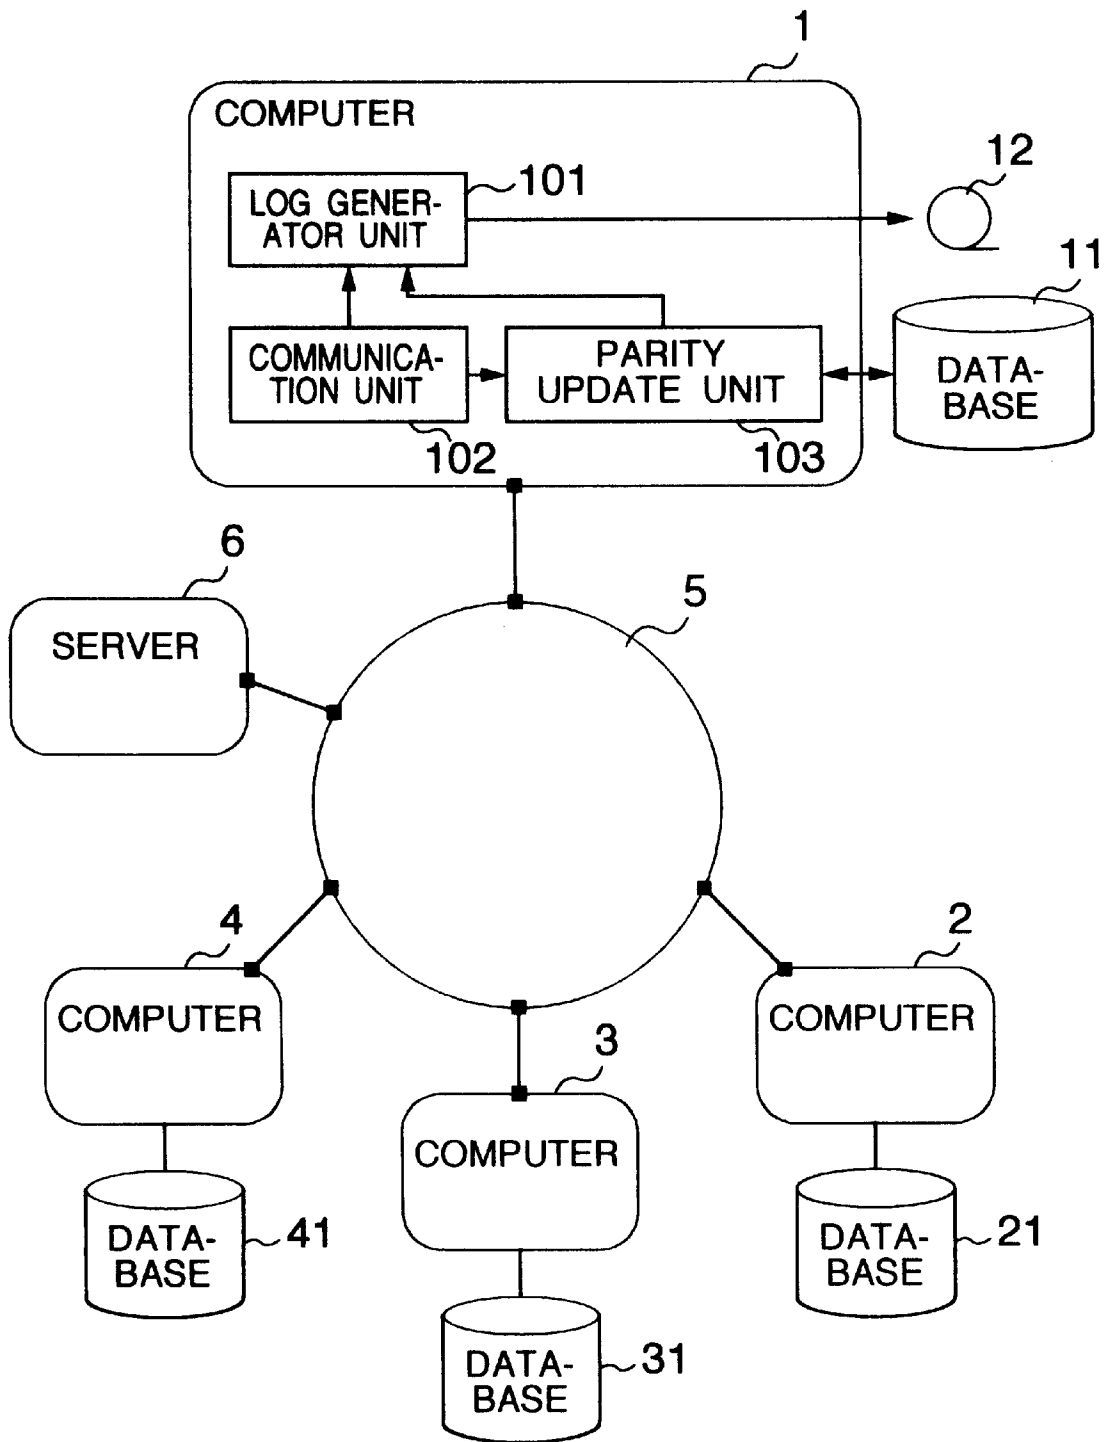 1
COMPUTER
12
101
LOG GENER-
ATOR UNIT
11
COMMUNICA-
TION UNIT
PARITY
UPDATE UNIT
DATA-
BASE
102
103
6
SERVER
5
4
COMPUTER
2
COMPUTER
3
COMPUTER
DATA-
BASE
41
DATA-
BASE
21
DATA-
BASE
31